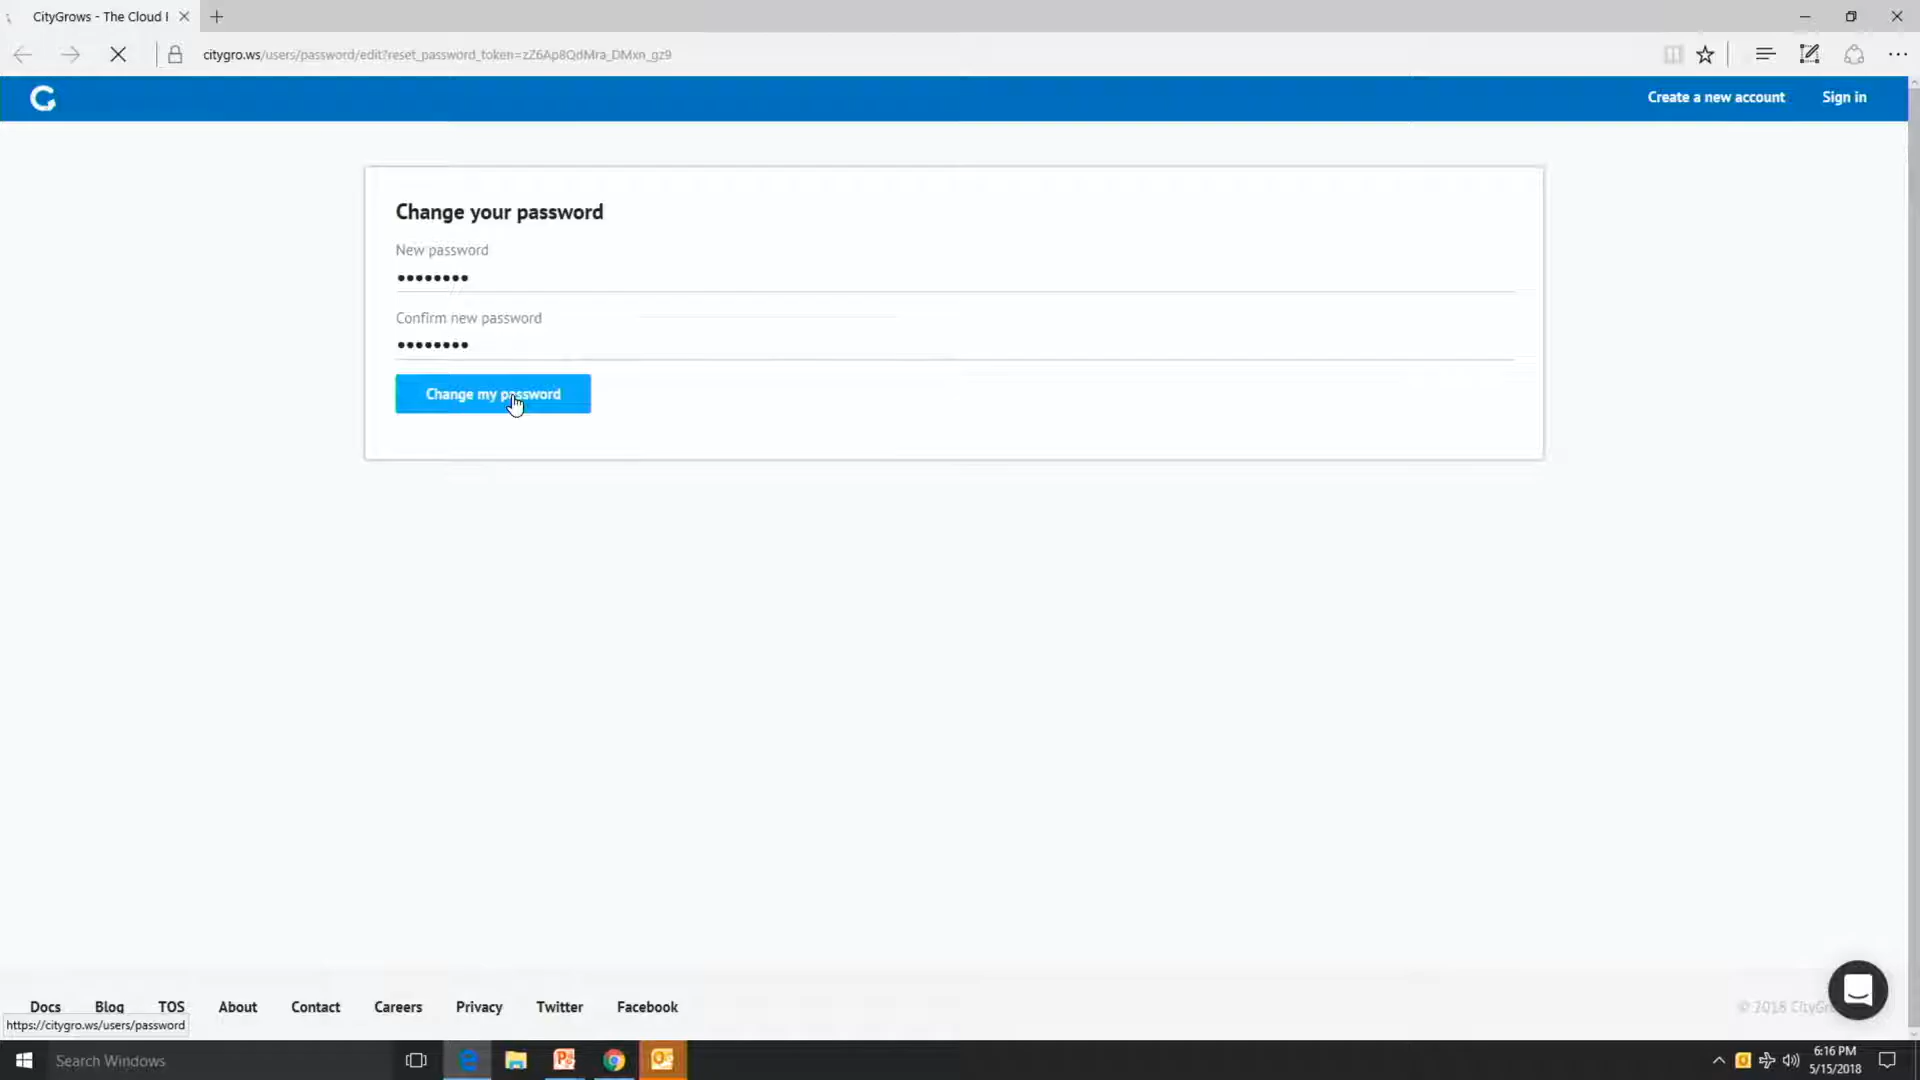 CityGrows - The Cloud
citygro.ws/users/password/edit?reset_password_token=zZ6Ap8QdMra_DMxn_gz9
Create a new account
Sign in
Change your password
New password
••••••••
Confirm new password
••••••••
Change my password
Docs
Blog
TOS
About
Contact
Careers
Privacy
Twitter
Facebook
© 2018
https://citygro.ws/users/password
Search Windows
6:16 PM
5/15/2018